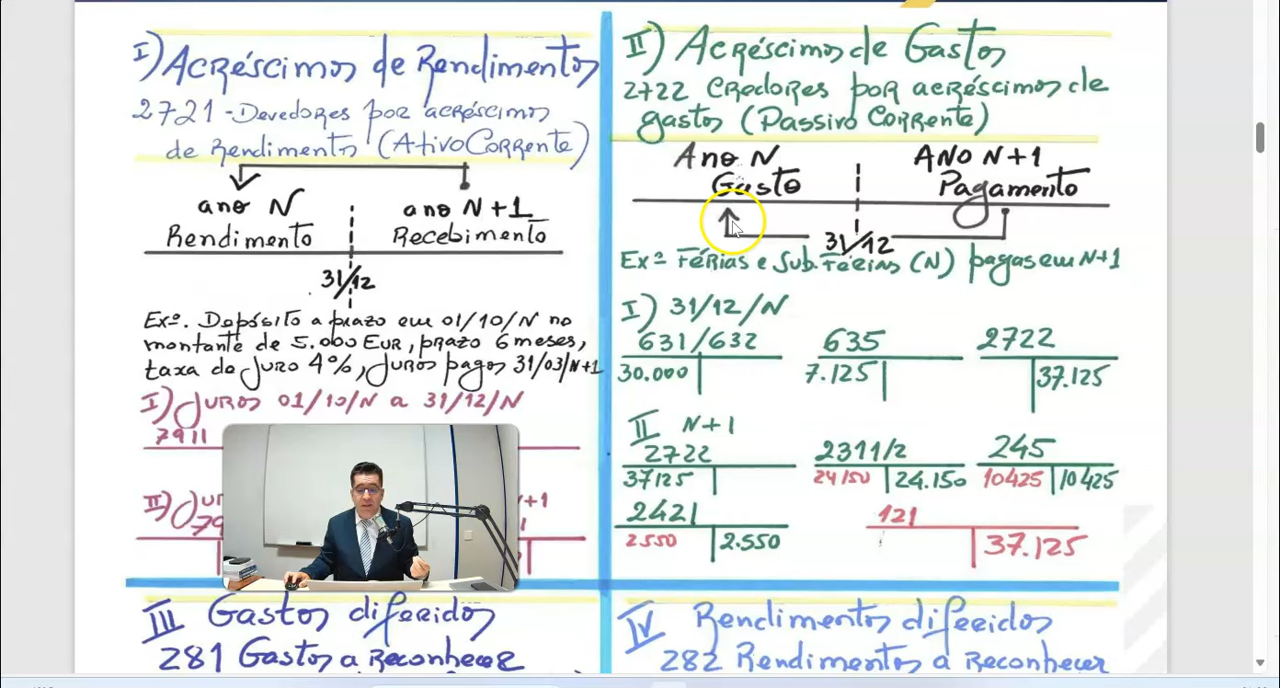 I) Acréscimos de Rendimentos
2721 - Devedores por acréscimos
de Rendimentos (Ativo Corrente)
ano N
ano N+1
Rendimento
Recebimento
31/12
Exº. Depósito a prazo em 01/10/N no
montante de 5.000 EUR, prazo 6 meses,
taxa de juro 4%, juros pagos 31/03/N+1
I) Juros 01/10/N a 31/12/N
7911
II) Ju
+1
79
II) Acréscimos de Gastos
2722 Credores por acréscimos de
gastos (Passivo Corrente)
Ano N
ANO N+1
Gasto
Pagamento
31/12
Exº Férias e Sub. Férias (N) pagas em N+1
I) 31/12/N
631/632
635
2722
30.000
7.125
37.125
II N+1
2722
2311/2
245
37125
24150
24.150
10425
10425
2421
121
2550
2.550
37.125
III Gastos diferidos
281 Gastos a Reconhecer
IV Rendimentos diferidos
282 Rendimentos a Reconhecer